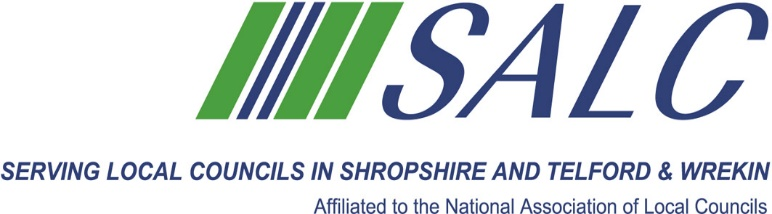 SALC
SERVING LOCAL COUNCILS IN SHROPSHIRE AND TELFORD & WREKIN
Affiliated to the National Association of Local Councils